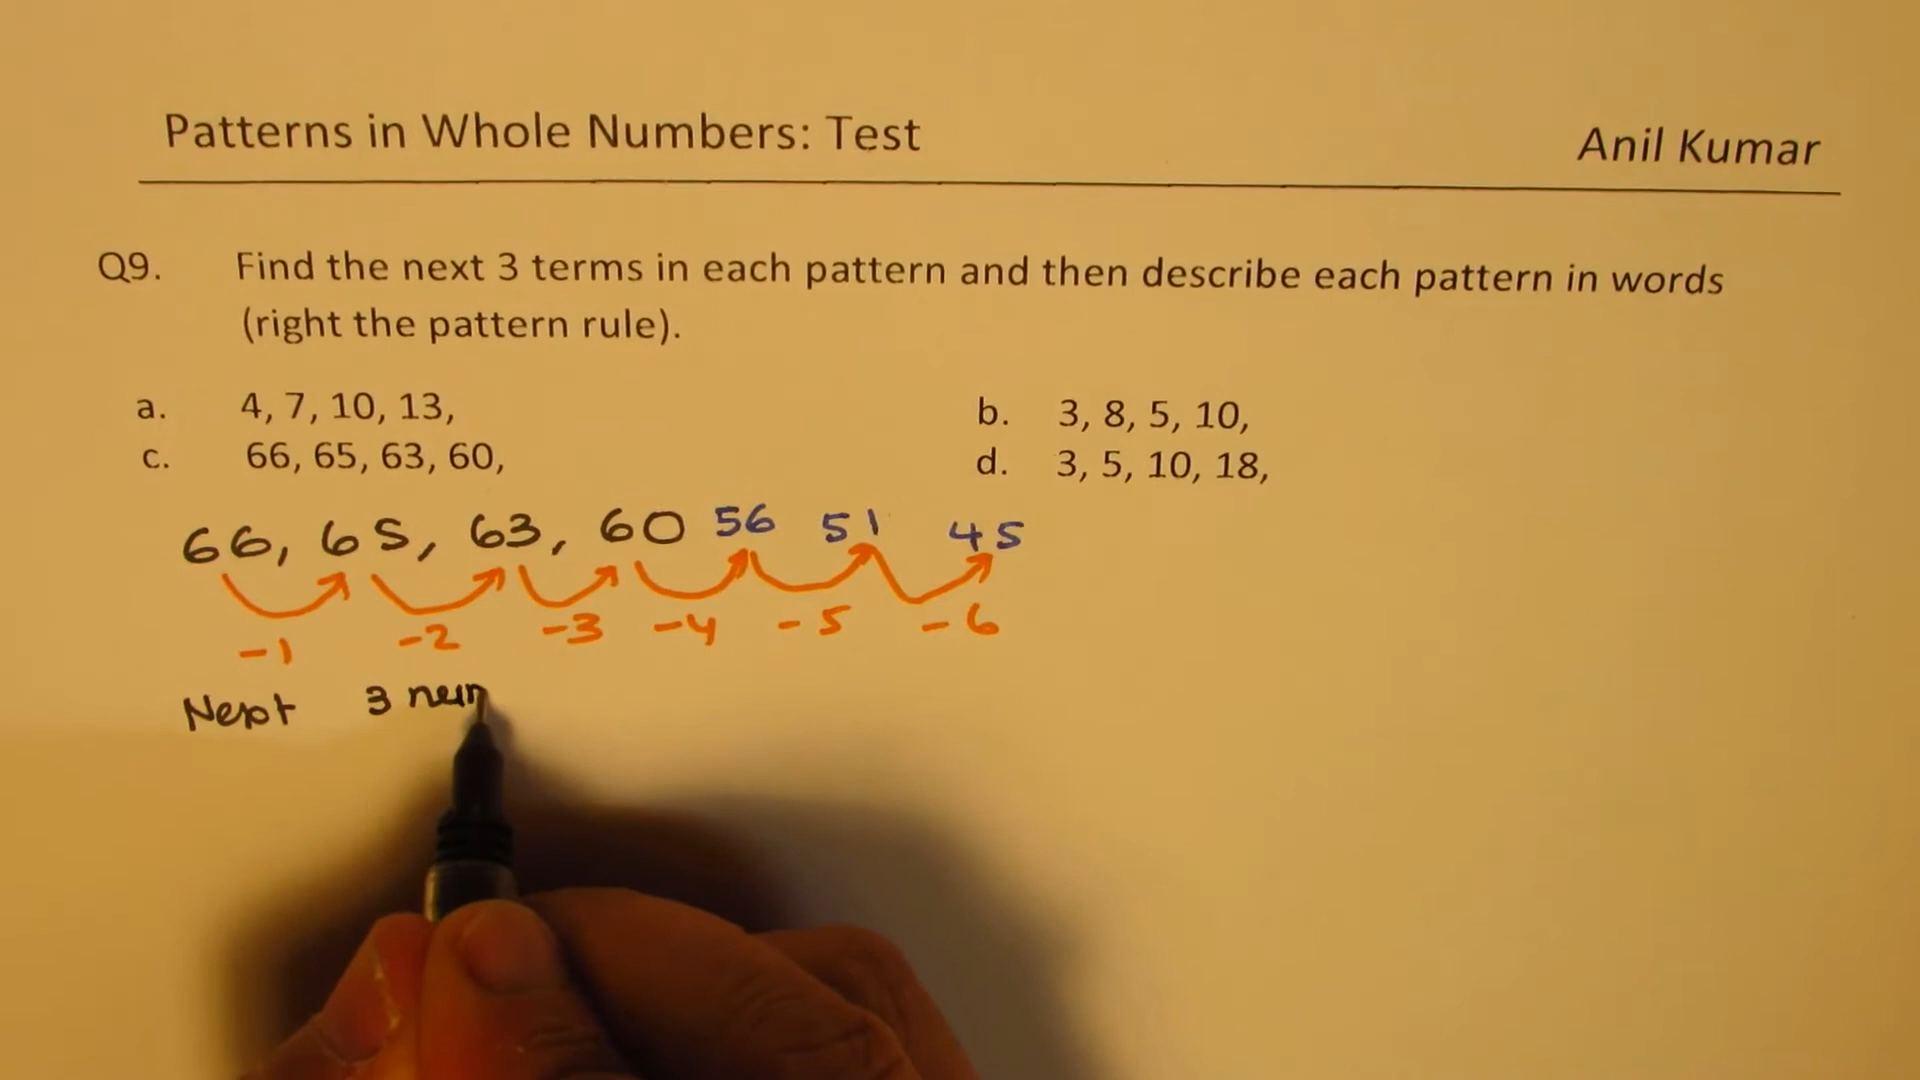 Patterns in Whole Numbers: Test Anil Kumar
Q9. Find the next 3 terms in each pattern and then describe each pattern in words
(right the pattern rule).
a. 4, 7, 10, 13, b. 3, 8, 5, 10,
c. 66, 65, 63, 60, d. 3, 5, 10, 18,
66, 65, 63, 60 56 51 45
-1 -2 -3 -4 -5 -6
Next 3 num